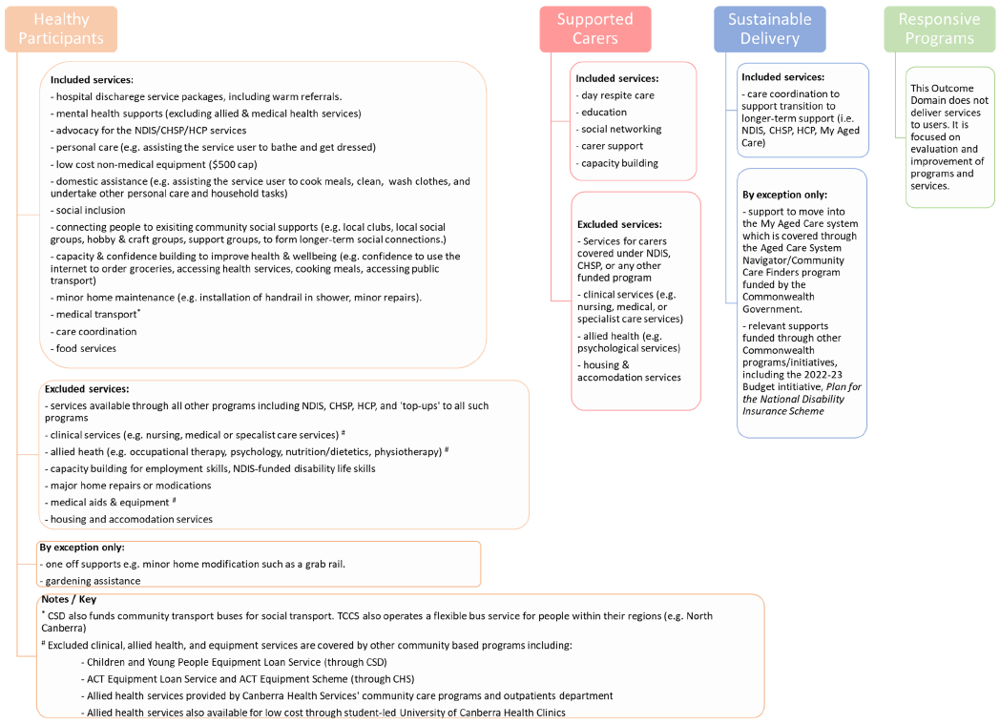 Healthy
Participants
Included services:
- hospital discharege service packages, including warm referrals.
- mental health supports (excluding allied & medical health services)
- advocacy for the NDIS/CHSP/HCP services
- personal care (e.g. assisting the service user to bathe and get dressed)
- low cost non-medical equipment ($500 cap)
- domestic assistance (e.g. assisting the service user to cook meals, clean, wash clothes, and
undertake other personal care and household tasks)
- social inclusion
- connecting people to exisiting community social supports (e.g. local clubs, local social
groups, hobby & craft groups, support groups, to form longer-term social connections.)
- capacity & confidence building to improve health & wellbeing (e.g. confidence to use the
internet to order groceries, accessing health services, cooking meals, accessing public
transport)
- minor home maintenance (e.g. installation of handrail in shower, minor repairs).
- medical transport*
- care coordination
- food services
Excluded services:
- services available through all other programs including NDIS, CHSP, HCP, and 'top-ups' to all such
programs
- clinical services (e.g. nursing, medical or specalist care services) #
- allied heath (e.g. occupational therapy, psychology, nutrition/dietetics, physiotherapy) #
- capacity building for employment skills, NDIS-funded disability life skills
- major home repairs or modications
- medical aids & equipment #
- housing and accomodation services
By exception only:
- one off supports e.g. minor home modification such as a grab rail.
- gardening assistance
Notes / Key
* CSD also funds community transport buses for social transport. TCCS also operates a flexible bus service for people within their regions (e.g. North
Canberra)
# Excluded clinical, allied health, and equipment services are covered by other community based programs including:
- Children and Young People Equipment Loan Service (through CSD)
- ACT Equipment Loan Service and ACT Equipment Scheme (through CHS)
- Allied health services provided by Canberra Health Services' community care programs and outpatients department
- Allied health services also available for low cost through student-led University of Canberra Health Clinics
Supported
Carers
Included services:
- day respite care
- education
- social networking
- carer support
- capacity building
Excluded services:
- Services for carers
covered under NDIS,
CHSP, or any other
funded program
- clinical services (e.g.
nursing, medical, or
specialist care services)
- allied health (e.g.
psychological services)
- housing &
accomodation services
Sustainable
Delivery
Included services:
- care coordination to
support transition to
longer-term support (i.e.
NDIS, CHSP, HCP, My Aged
Care)
By exception only:
- support to move into
the My Aged Care system
which is covered through
the Aged Care System
Navigator/Community
Care Finders program
funded by the
Commonwealth
Government.
- relevant supports
funded through other
Commonwealth
programs/initiatives,
including the 2022-23
Budget intitiative, Plan for
the National Disability
Insurance Scheme
Responsive
Programs
This Outcome
Domain does not
deliver services
to users. It is
focused on
evaluation and
improvement of
programs and
services.